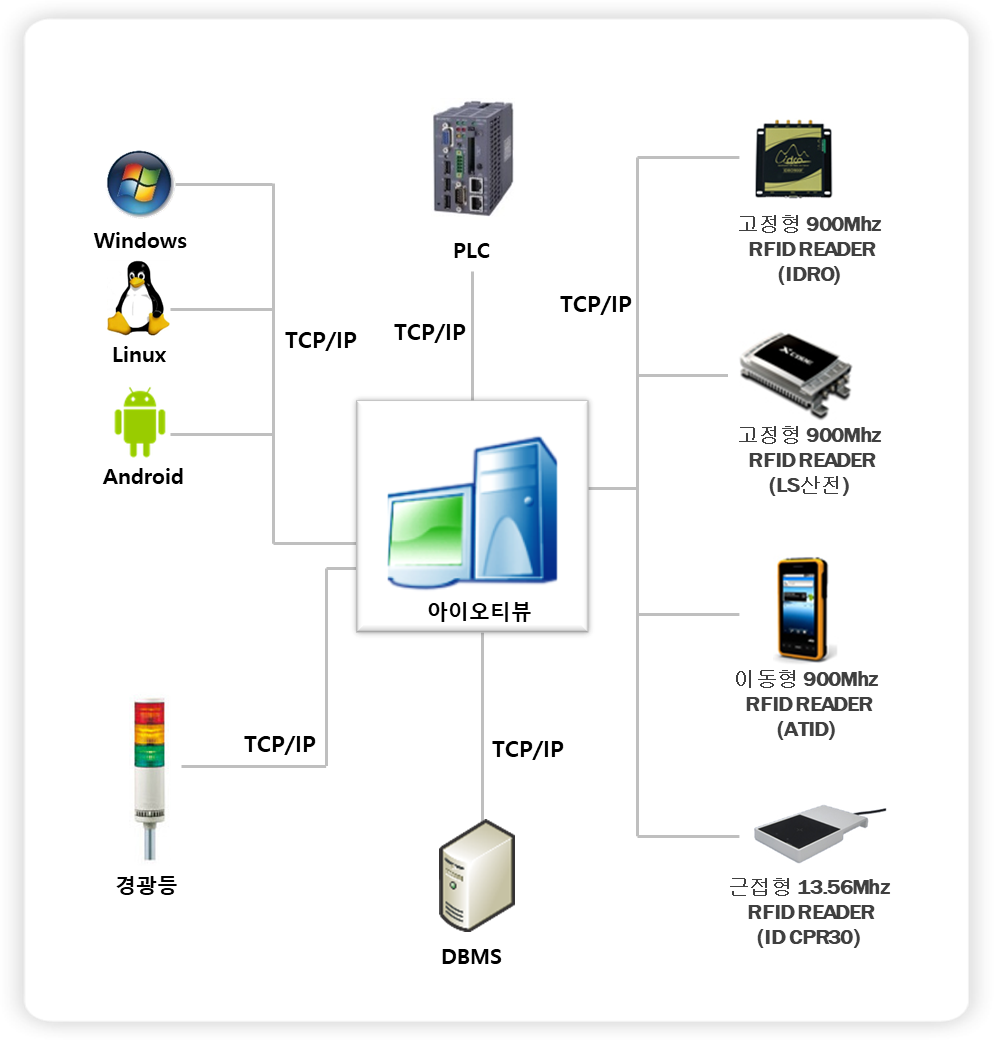 Windows
Linux
Android
TCP/IP
PLC
TCP/IP
TCP/IP
idro
고정형 900Mhz
RFID READER
(IDRO)
XCODE
고정형 900Mhz
RFID READER
(LS산전)
이동형 900Mhz
RFID READER
(ATID)
근접형 13.56Mhz
RFID READER
(ID CPR30)
아이오티뷰
TCP/IP
경광등
TCP/IP
DBMS